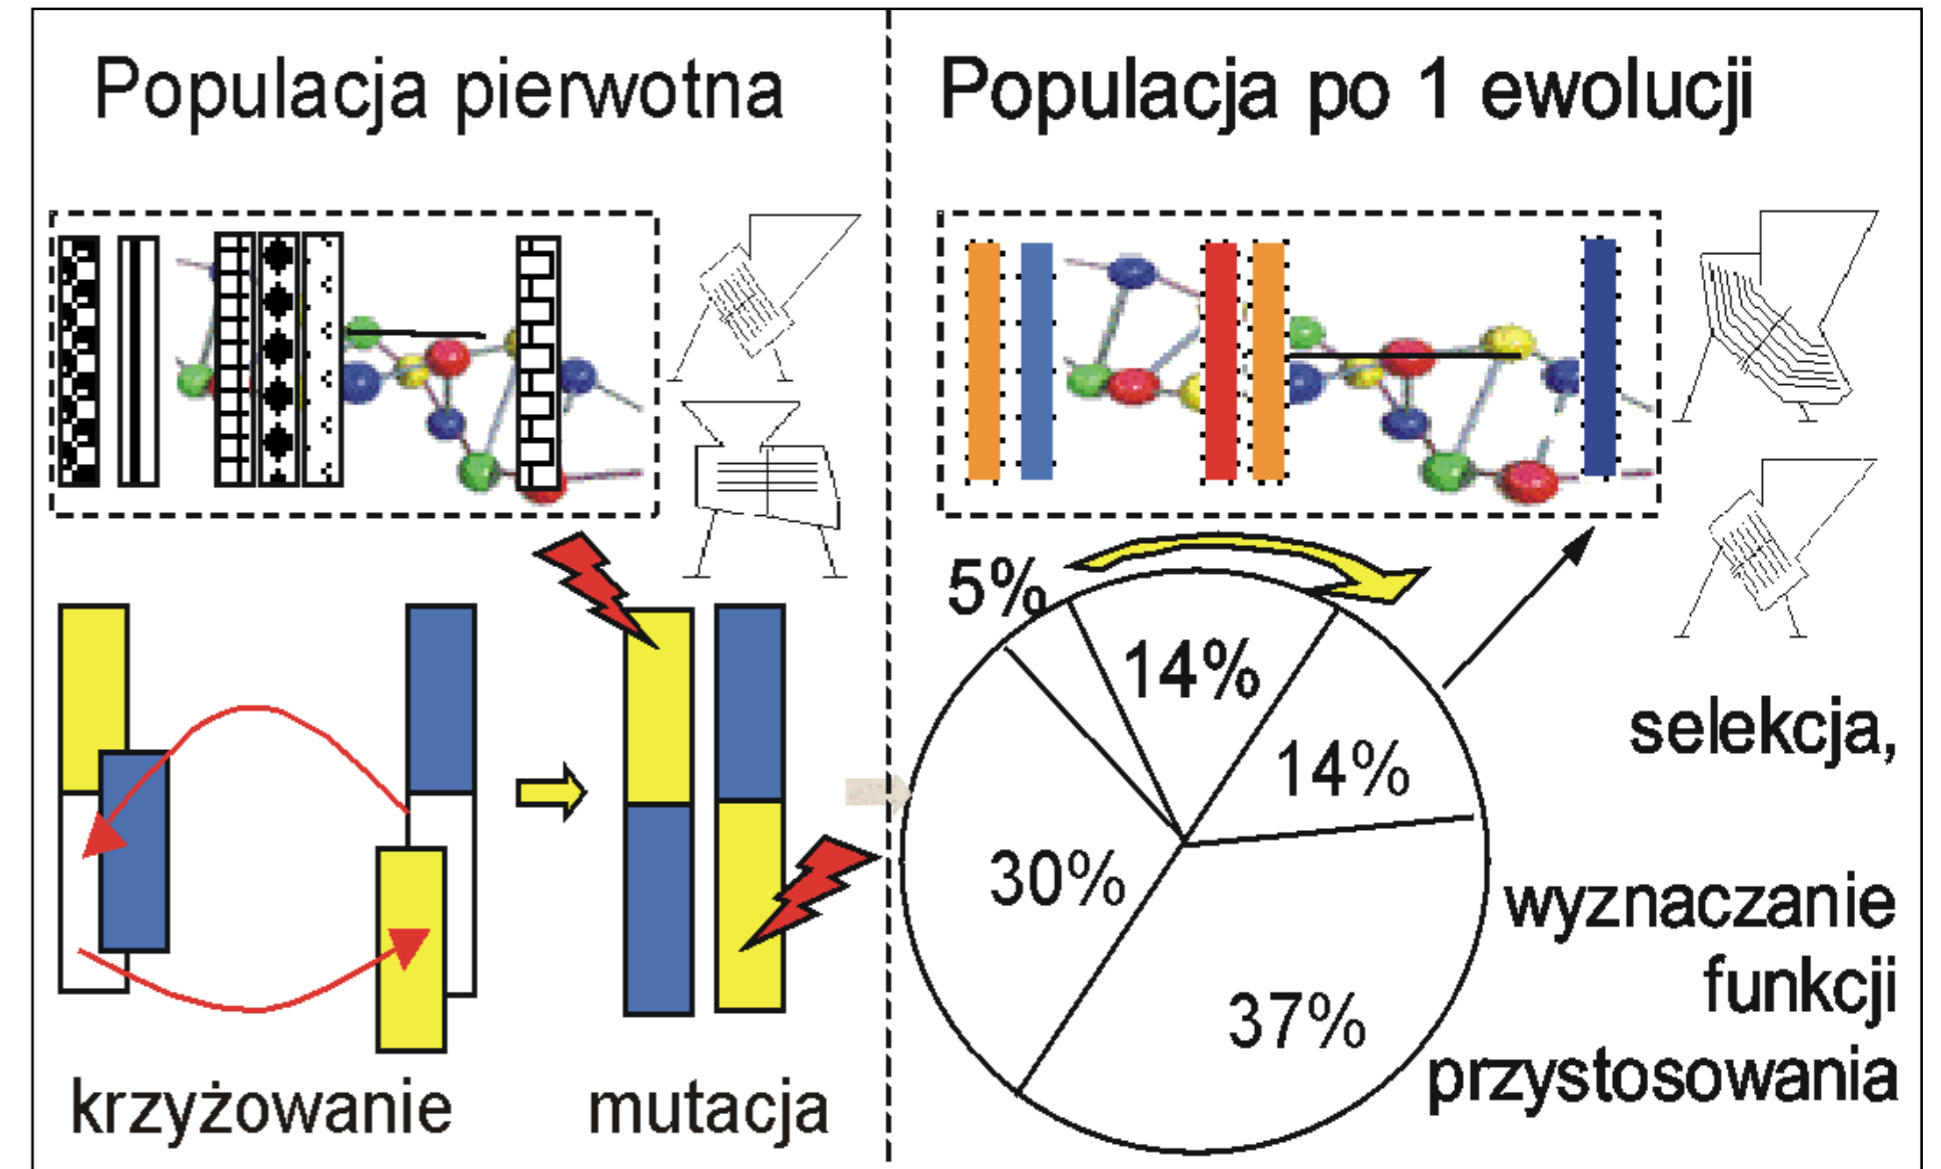 Populacja pierwotna
Populacja po 1 ewolucji
5%
14%
14%
30%
37%
selekcja,
wyznaczanie
funkcji
przystosowania
krzyżowanie
mutacja